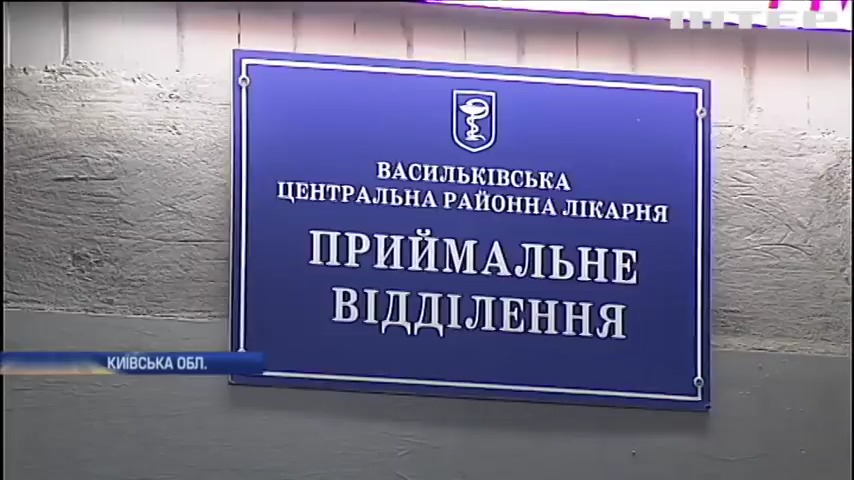 ІНТЕР
ВАСИЛЬКІВСЬКА
ЦЕНТРАЛЬНА РАЙОННА ЛІКАРНЯ
ПРИЙМАЛЬНЕ
ВІДДІЛЕННЯ
КИЇВСЬКА ОБЛ.